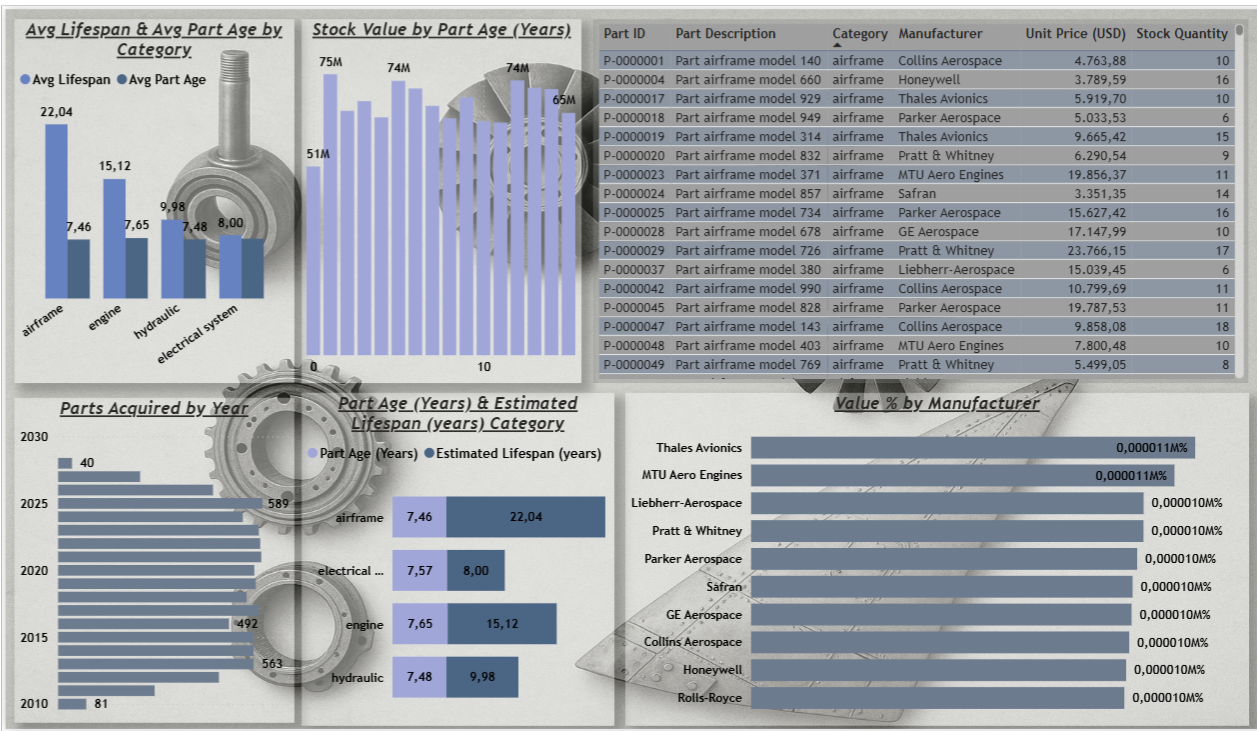 Avg Lifespan & Avg Part Age by
Category
Avg Lifespan Avg Part Age
22,04
15,12
9,98
7,46
7,65
7,48
8,00
airframe
engine
hydraulic
electrical system
Stock Value by Part Age (Years)
75M
74M
74M
65M
51M
0
10
Part ID Part Description Category Manufacturer Unit Price (USD) Stock Quantity
P-0000001 Part airframe model 140 airframe Collins Aerospace 4.763,88 10
P-0000004 Part airframe model 660 airframe Honeywell 3.789,59 16
P-0000017 Part airframe model 929 airframe Thales Avionics 5.919,70 10
P-0000018 Part airframe model 949 airframe Parker Aerospace 5.033,53 6
P-0000019 Part airframe model 314 airframe Thales Avionics 9.665,42 15
P-0000020 Part airframe model 832 airframe Pratt & Whitney 6.290,54 9
P-0000023 Part airframe model 371 airframe MTU Aero Engines 19.856,37 11
P-0000024 Part airframe model 857 airframe Safran 3.351,35 14
P-0000025 Part airframe model 734 airframe Parker Aerospace 15.627,42 16
P-0000028 Part airframe model 678 airframe GE Aerospace 17.147,99 10
P-0000029 Part airframe model 726 airframe Pratt & Whitney 23.766,15 17
P-0000037 Part airframe model 380 airframe Liebherr-Aerospace 15.039,45 6
P-0000042 Part airframe model 990 airframe Collins Aerospace 10.799,69 11
P-0000045 Part airframe model 828 airframe Parker Aerospace 19.787,53 11
P-0000047 Part airframe model 143 airframe Collins Aerospace 9.858,08 18
P-0000048 Part airframe model 403 airframe MTU Aero Engines 7.800,48 10
P-0000049 Part airframe model 769 airframe Pratt & Whitney 5.499,05 8
Parts Acquired by Year
2030
40
2025
589
2020
492
2015
563
2010
81
Part Age (Years) & Estimated
Lifespan (years) Category
Part Age (Years) Estimated Lifespan (years)
airframe 7,46 22,04
electrical ... 7,57 8,00
engine 7,65 15,12
hydraulic 7,48 9,98
Value % by Manufacturer
Thales Avionics 0,000011M%
MTU Aero Engines 0,000011M%
Liebherr-Aerospace 0,000010M%
Pratt & Whitney 0,000010M%
Parker Aerospace 0,000010M%
Safran 0,000010M%
GE Aerospace 0,000010M%
Collins Aerospace 0,000010M%
Honeywell 0,000010M%
Rolls-Royce 0,000010M%